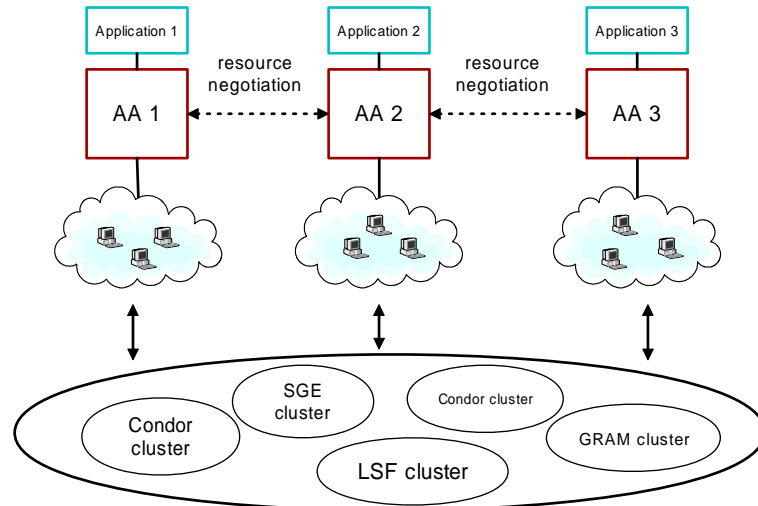 Application 1
Application 2
Application 3
resource
negotiation
resource
negotiation
AA 1
AA 2
AA 3
SGE
cluster
Condor cluster
Condor
cluster
GRAM cluster
LSF cluster